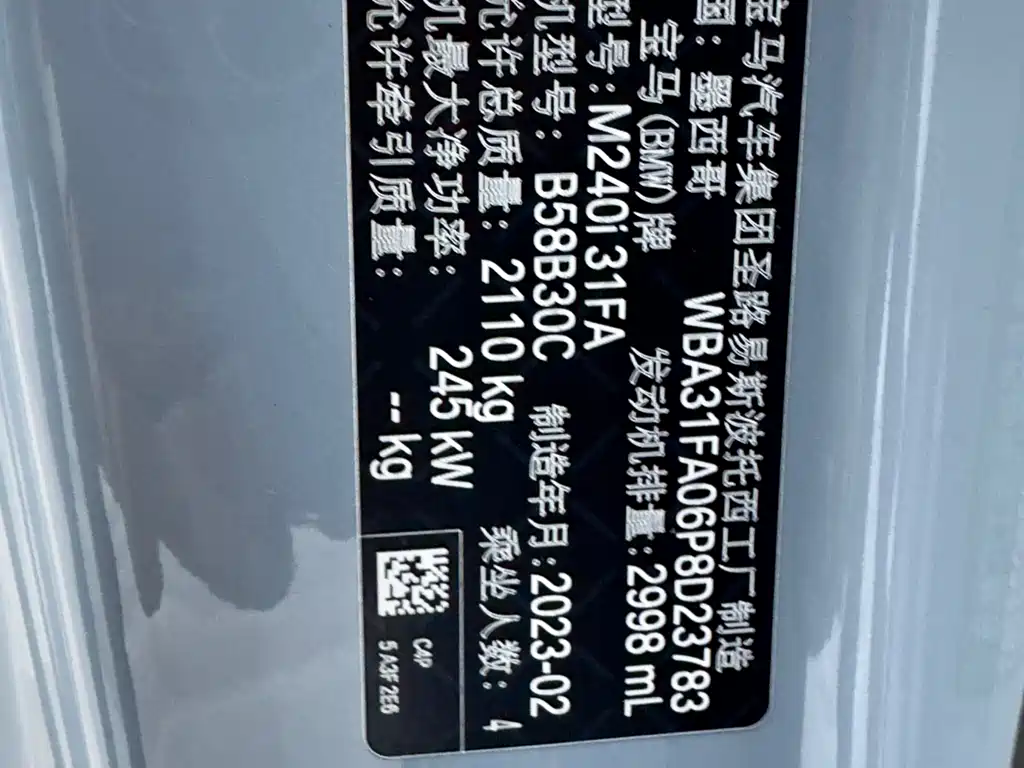 宝马汽车集团圣路易斯波托西工厂制造
国：墨西哥 WBA31FA06P8D23783
宝马(BMW)牌 发动机排量：2998 mL
型号：M240i 31FA
机型号：B58B30C 制造年月：2023-02
允许总质量：2110 kg 乘坐人数：4
机最大净功率：245 kW
允许牵引质量：-- kg
CAP
5 A3F 2E6